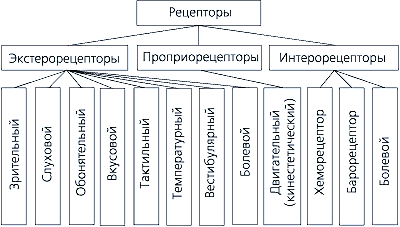 Рецепторы
Экстерорецепторы
Проприорецепторы
Интерорецепторы
Зрительный
Слуховой
Обонятельный
Вкусовой
Тактильный
Температурный
Вестибулярный
Болевой
Двигательный
(кинестетический)
Хеморецептор
Барорецептор
Болевой